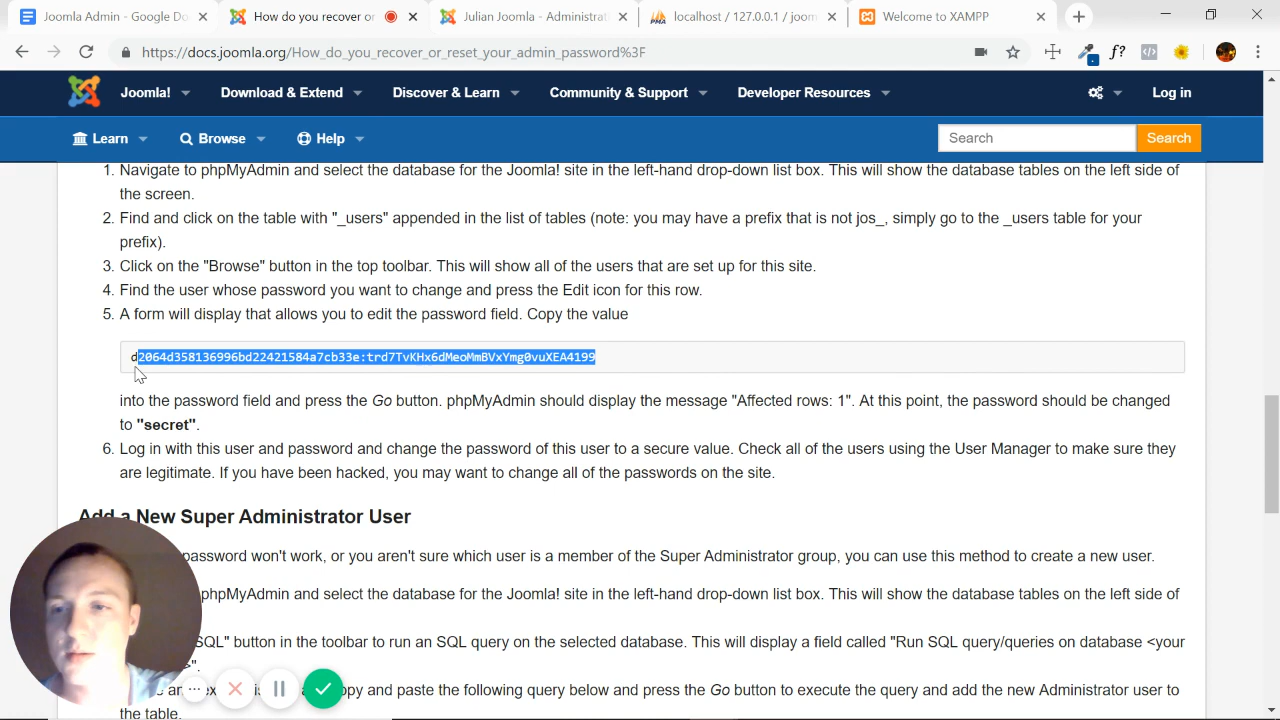 Joomla Admin - Google Do
How do you recover or
Julian Joomla - Administrat
localhost / 127.0.0.1 / joom
Welcome to XAMPP
https://docs.joomla.org/How_do_you_recover_or_reset_your_admin_password%3F
f?
Joomla!
Download & Extend
Discover & Learn
Community & Support
Developer Resources
Log in
Learn
Browse
Help
Search
Search
1. Navigate to phpMyAdmin and select the database for the Joomla! site in the left-hand drop-down list box. This will show the database tables on the left side of
the screen.
2. Find and click on the table with "_users" appended in the list of tables (note: you may have a prefix that is not jos_, simply go to the _users table for your
prefix).
3. Click on the "Browse" button in the top toolbar. This will show all of the users that are set up for this site.
4. Find the user whose password you want to change and press the Edit icon for this row.
5. A form will display that allows you to edit the password field. Copy the value
d2064d358136996bd22421584a7cb33e:trd7TvKHx6dMeoMmBVxYmg0vuXEA4199
into the password field and press the Go button. phpMyAdmin should display the message "Affected rows: 1". At this point, the password should be changed
to "secret".
6. Log in with this user and password and change the password of this user to a secure value. Check all of the users using the User Manager to make sure they
are legitimate. If you have been hacked, you may want to change all of the passwords on the site.
Add a New Super Administrator User
password won't work, or you aren't sure which user is a member of the Super Administrator group, you can use this method to create a new user.
phpMyAdmin and select the database for the Joomla! site in the left-hand drop-down list box. This will show the database tables on the left side of
SQL" button in the toolbar to run an SQL query on the selected database. This will display a field called "Run SQL query/queries on database <your
>".
and paste the following query below and press the Go button to execute the query and add the new Administrator user to
the table.